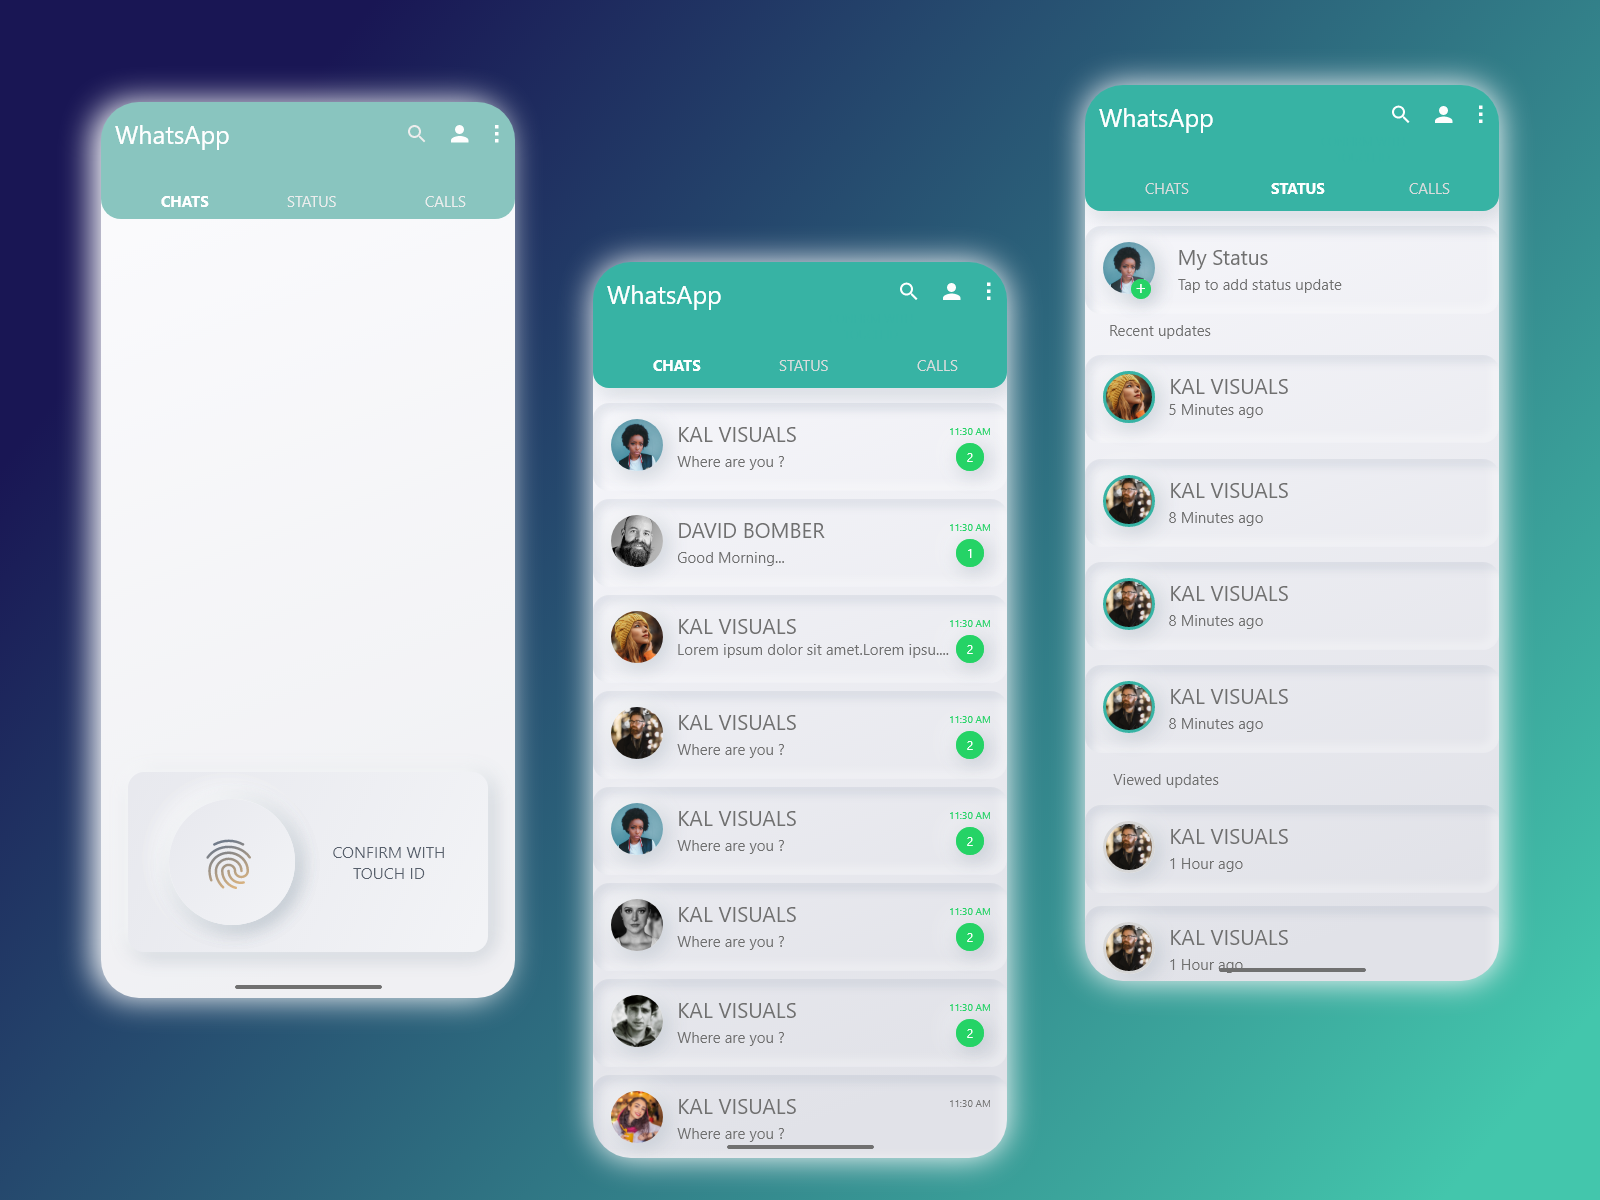 WhatsApp
CHATS STATUS CALLS
CONFIRM WITH
TOUCH ID
WhatsApp
CHATS STATUS CALLS
KAL VISUALS 11:30 AM
Where are you ? 2
DAVID BOMBER 11:30 AM
Good Morning... 1
KAL VISUALS 11:30 AM
Lorem ipsum dolor sit amet.Lorem ipsu.... 2
KAL VISUALS 11:30 AM
Where are you ? 2
KAL VISUALS 11:30 AM
Where are you ? 2
KAL VISUALS 11:30 AM
Where are you ? 2
KAL VISUALS 11:30 AM
Where are you ? 2
KAL VISUALS 11:30 AM
Where are you ?
WhatsApp
CHATS STATUS CALLS
My Status
Tap to add status update
Recent updates
KAL VISUALS
5 Minutes ago
KAL VISUALS
8 Minutes ago
KAL VISUALS
8 Minutes ago
KAL VISUALS
8 Minutes ago
Viewed updates
KAL VISUALS
1 Hour ago
KAL VISUALS
1 Hour ago